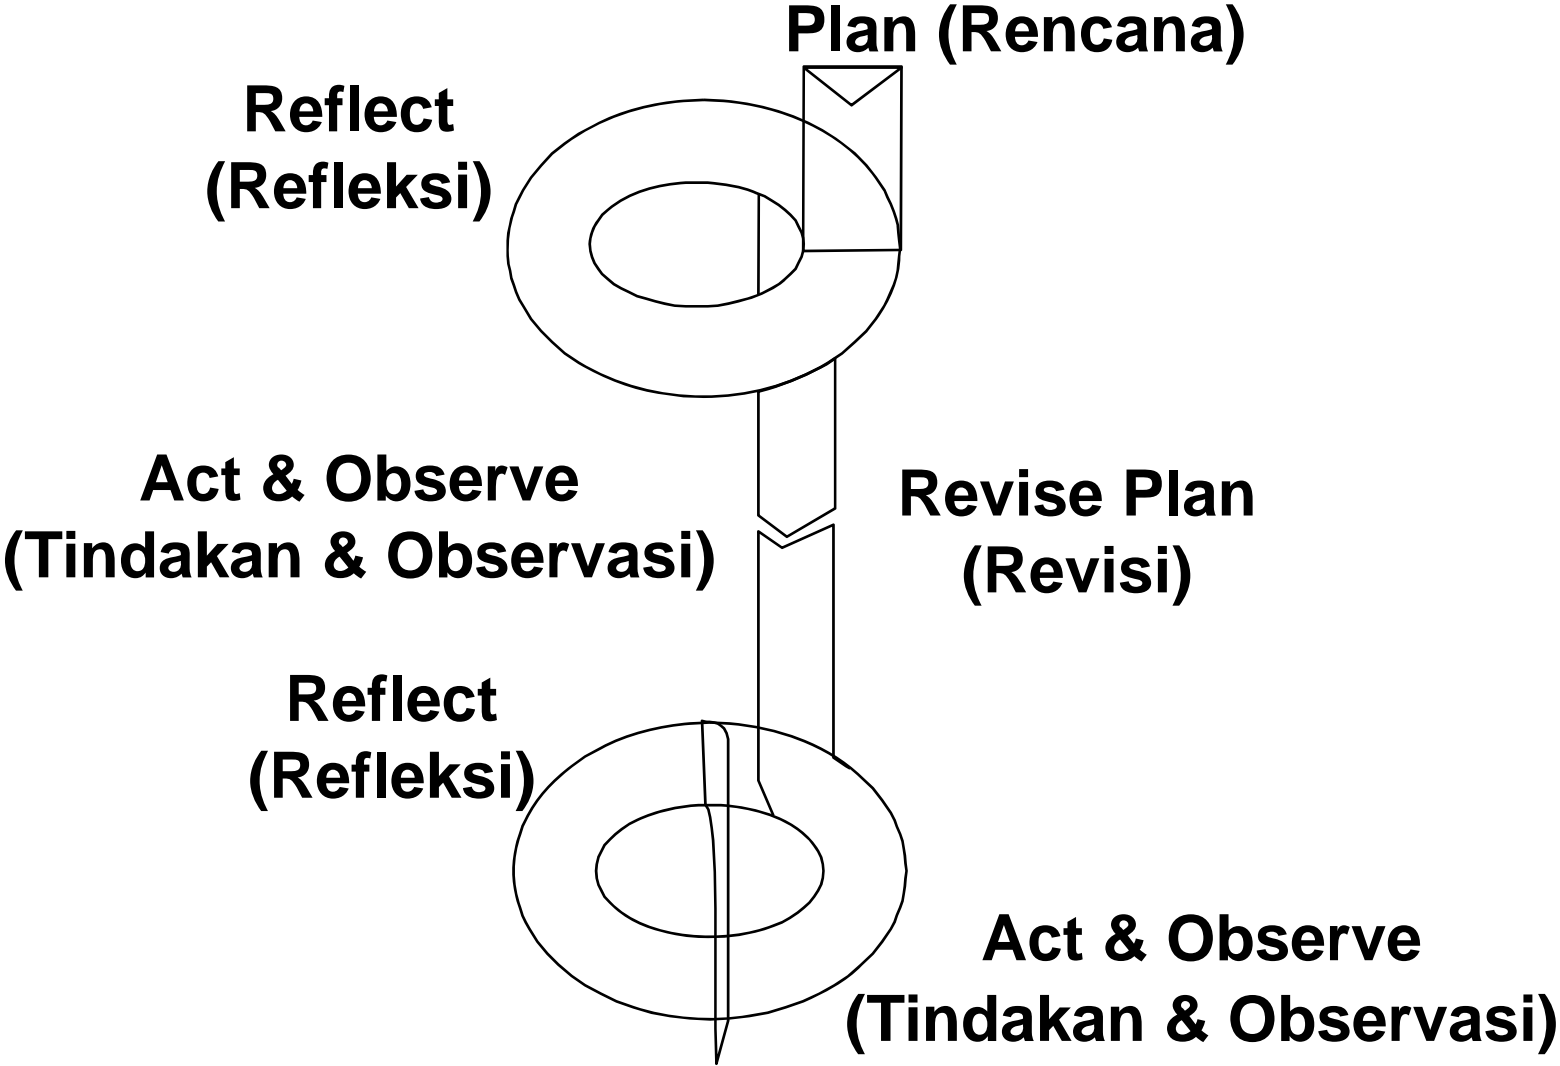 Plan (Rencana)
Reflect
(Refleksi)
Act & Observe
(Tindakan & Observasi)
Revise Plan
(Revisi)
Reflect
(Refleksi)
Act & Observe
(Tindakan & Observasi)